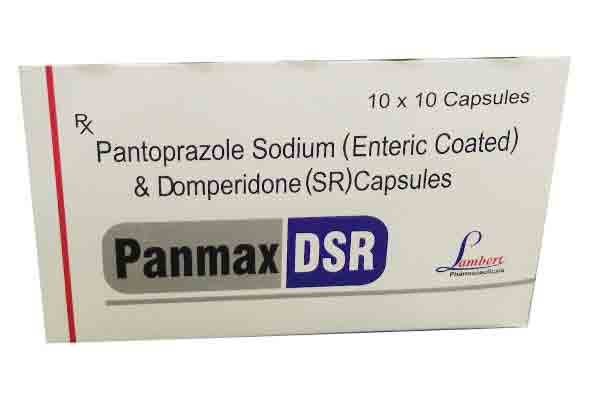 10 x 10 Capsules
Rx
Pantoprazole Sodium (Enteric Coated)
& Domperidone (SR) Capsules
Panmax DSR
Lambert
Pharmaceuticals